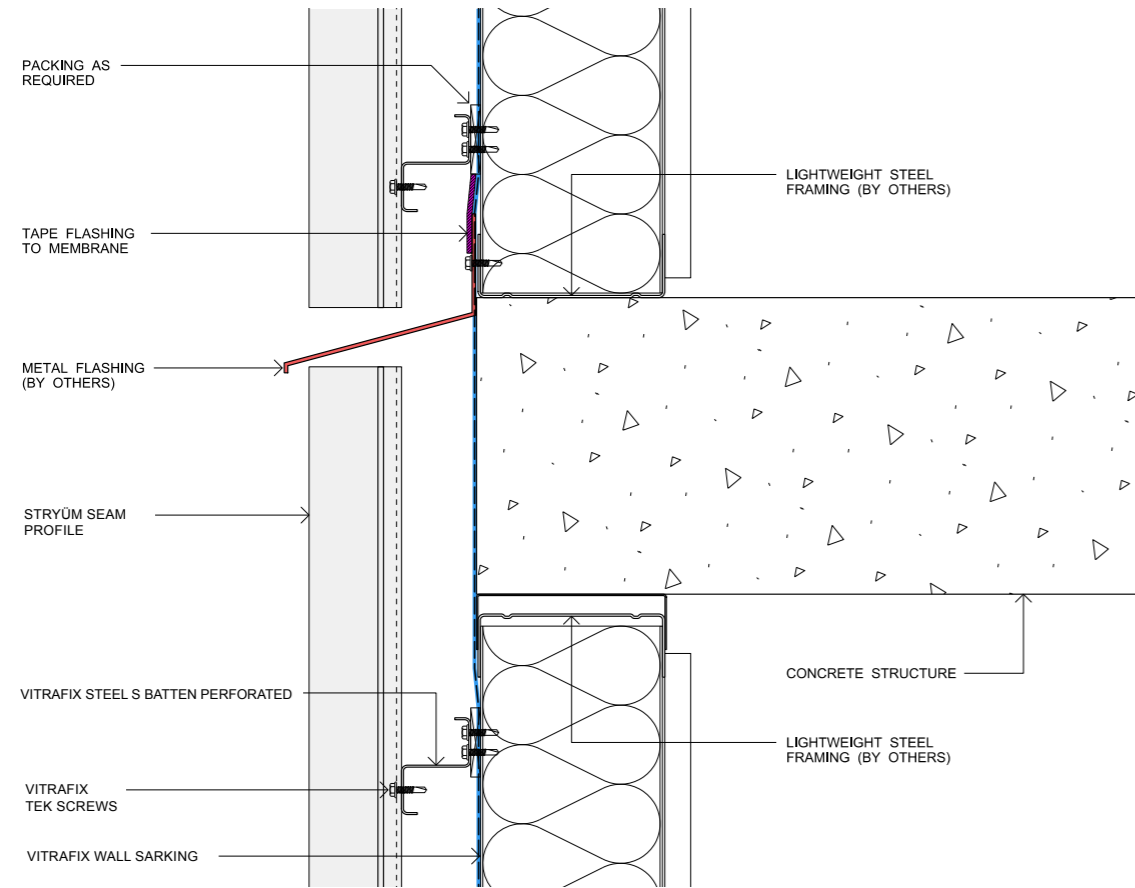 PACKING AS
REQUIRED
LIGHTWEIGHT STEEL
FRAMING (BY OTHERS)
TAPE FLASHING
TO MEMBRANE
METAL FLASHING
(BY OTHERS)
STRYÜM SEAM
PROFILE
CONCRETE STRUCTURE
VITRAFIX STEEL S BATTEN PERFORATED
LIGHTWEIGHT STEEL
FRAMING (BY OTHERS)
VITRAFIX
TEK SCREWS
VITRAFIX WALL SARKING